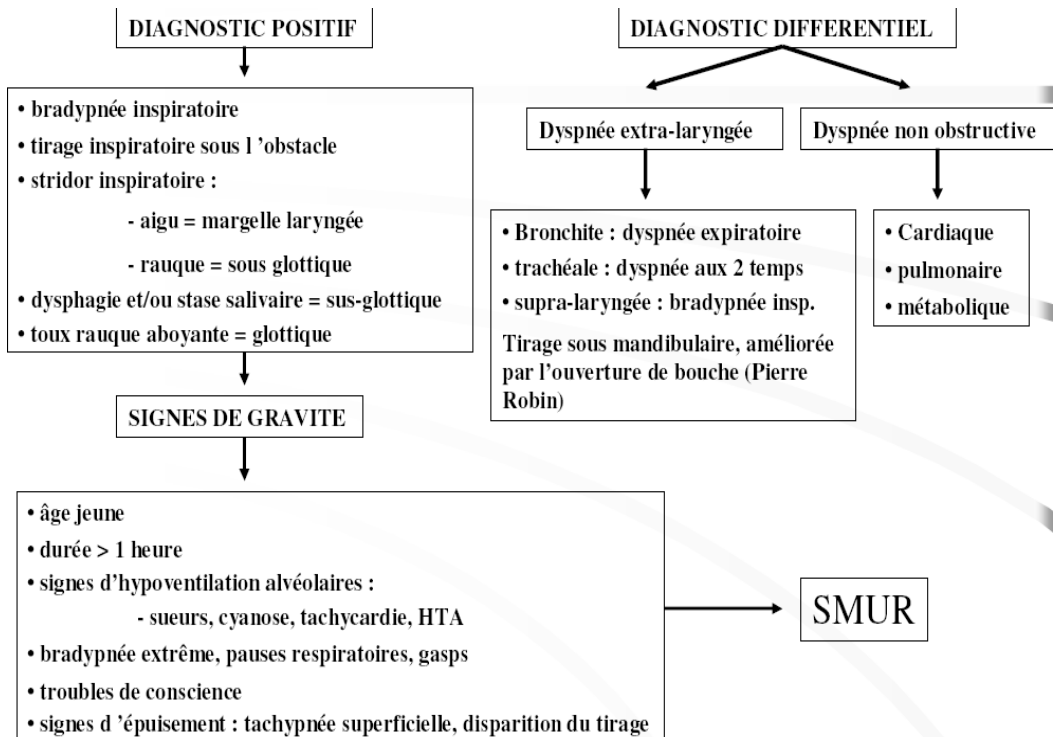 DIAGNOSTIC POSITIF
• bradypnée inspiratoire
• tirage inspiratoire sous l ’obstacle
• stridor inspiratoire :
- aigu = margelle laryngée
- rauque = sous glottique
• dysphagie et/ou stase salivaire = sus-glottique
• toux rauque aboyante = glottique
SIGNES DE GRAVITE
• âge jeune
• durée > 1 heure
• signes d’hypoventilation alvéolaires :
- sueurs, cyanose, tachycardie, HTA
• bradypnée extrême, pauses respiratoires, gasps
• troubles de conscience
• signes d ’épuisement : tachypnée superficielle, disparition du tirage
SMUR
DIAGNOSTIC DIFFERENTIEL
Dyspnée extra-laryngée
• Bronchite : dyspnée expiratoire
• trachéale : dyspnée aux 2 temps
• supra-laryngée : bradypnée insp.
Tirage sous mandibulaire, améliorée
par l’ouverture de bouche (Pierre
Robin)
Dyspnée non obstructive
• Cardiaque
• pulmonaire
• métabolique